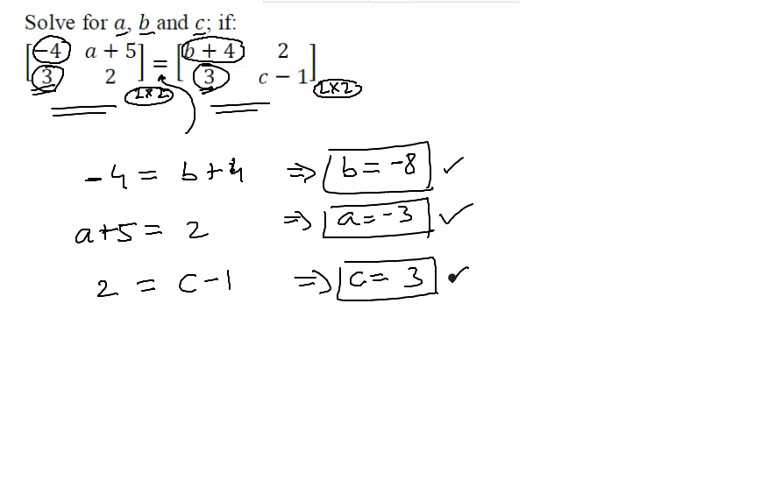 Solve for a, b and c; if:
[-4 a + 5] = [b + 4 2]
[3 2] [3 c − 1]
2×2 2×2
-4 = b+4 ⇒ b = -8 ✓
a+5 = 2 ⇒ a = -3 ✓
2 = c-1 ⇒ c = 3 ✓